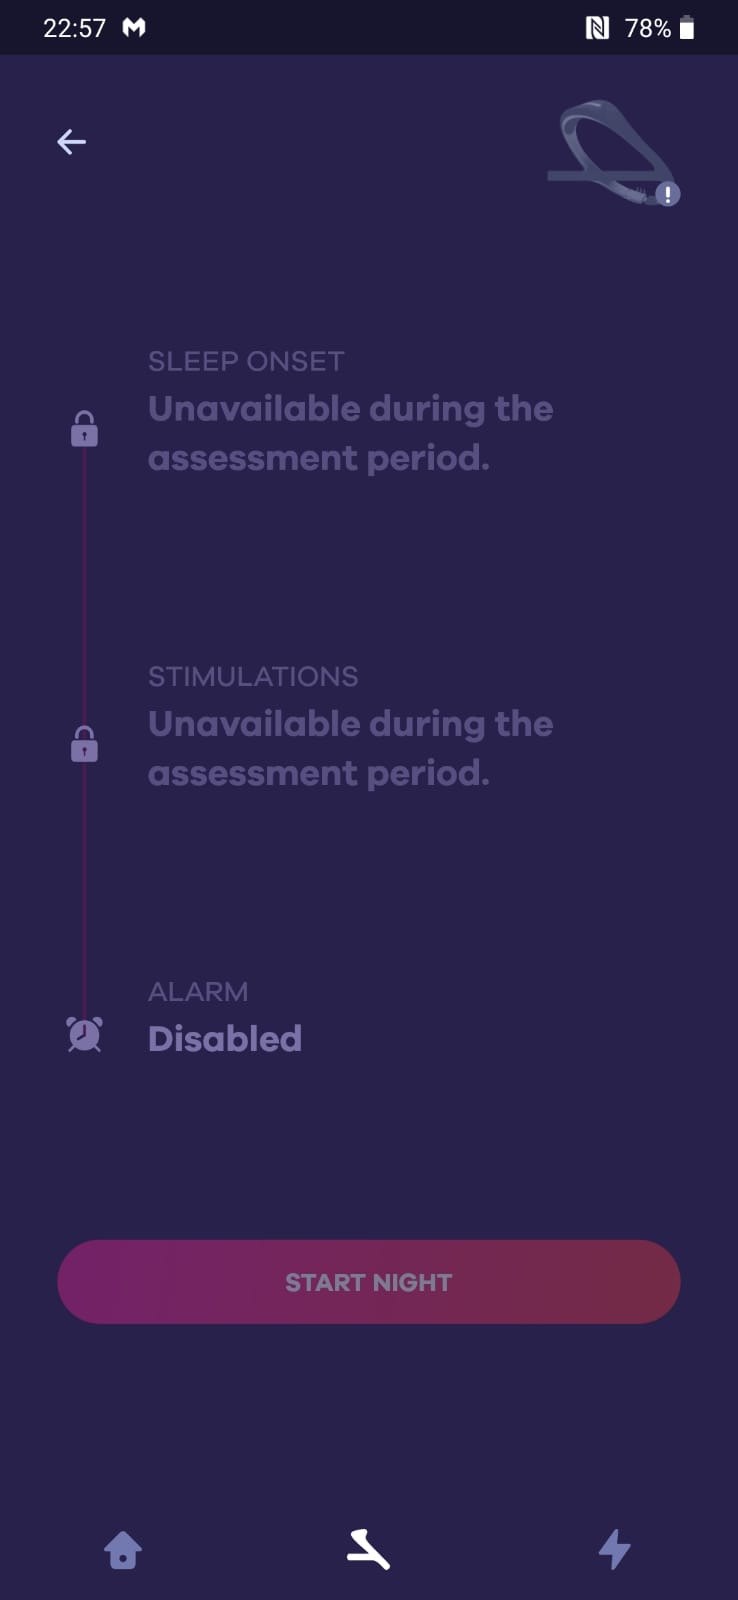 22:57
78%
SLEEP ONSET
Unavailable during the
assessment period.
STIMULATIONS
Unavailable during the
assessment period.
ALARM
Disabled
START NIGHT